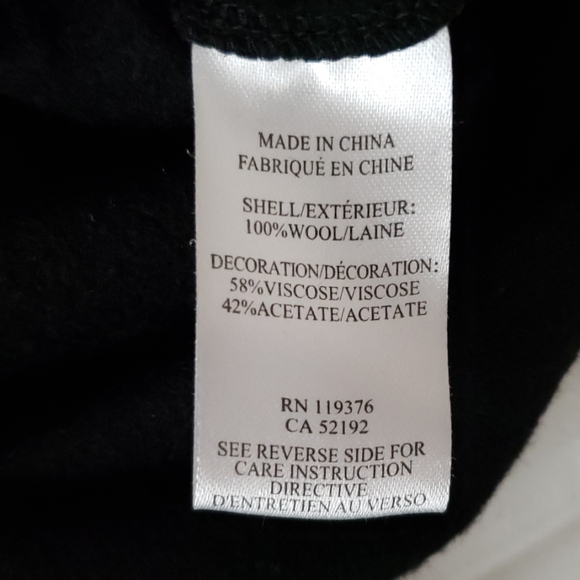 MADE IN CHINA
FABRIQUÉ EN CHINE
SHELL/EXTÉRIEUR:
100%WOOL/LAINE
DECORATION/DÉCORATION:
58%VISCOSE/VISCOSE
42%ACETATE/ACETATE
RN 119376
CA 52192
SEE REVERSE SIDE FOR
CARE INSTRUCTION
DIRECTIVE
D'ENTRETIEN AU VERSO